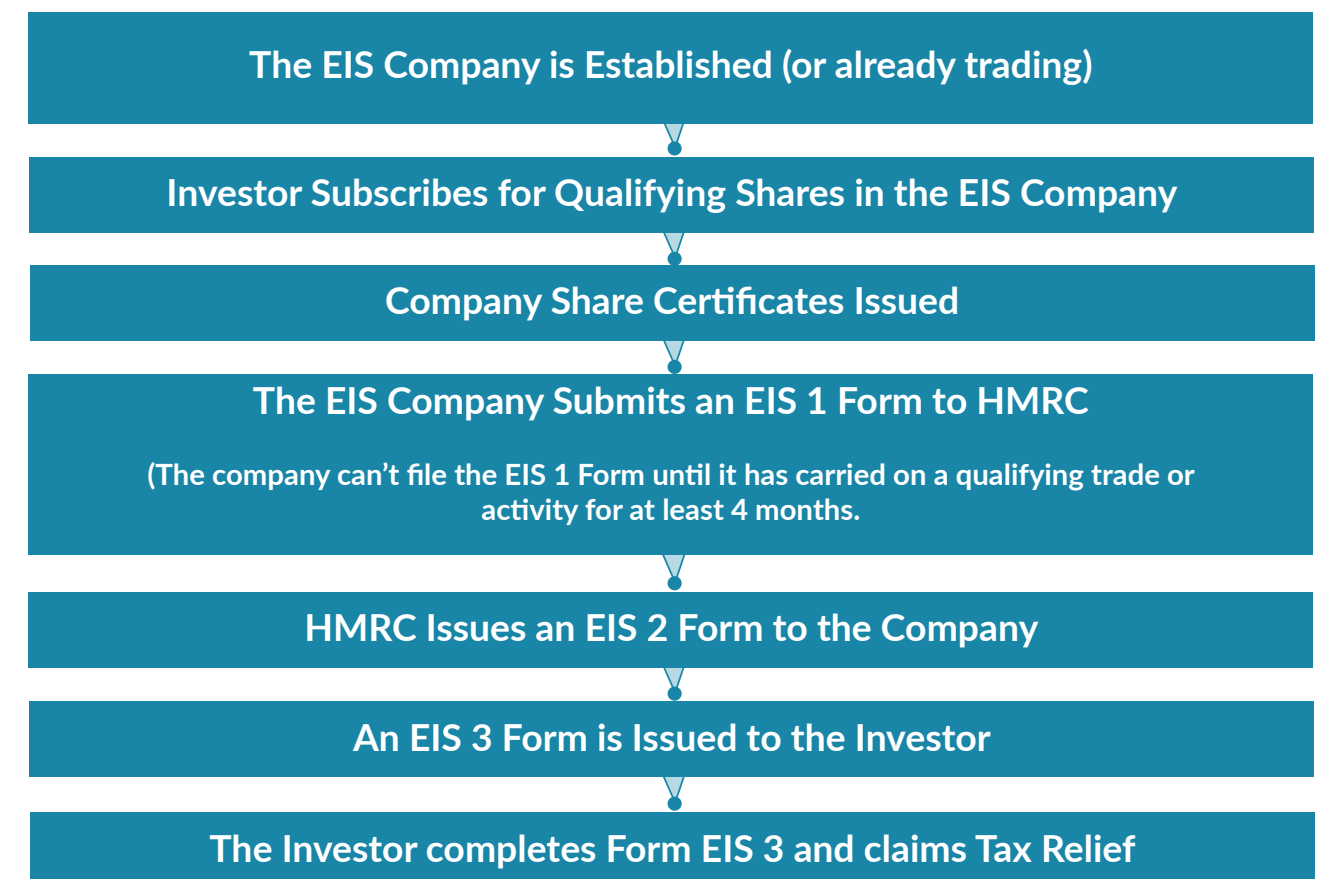 The EIS Company is Established (or already trading)
Investor Subscribes for Qualifying Shares in the EIS Company
Company Share Certificates Issued
The EIS Company Submits an EIS 1 Form to HMRC
(The company can’t file the EIS 1 Form until it has carried on a qualifying trade or
activity for at least 4 months.
HMRC Issues an EIS 2 Form to the Company
An EIS 3 Form is Issued to the Investor
The Investor completes Form EIS 3 and claims Tax Relief